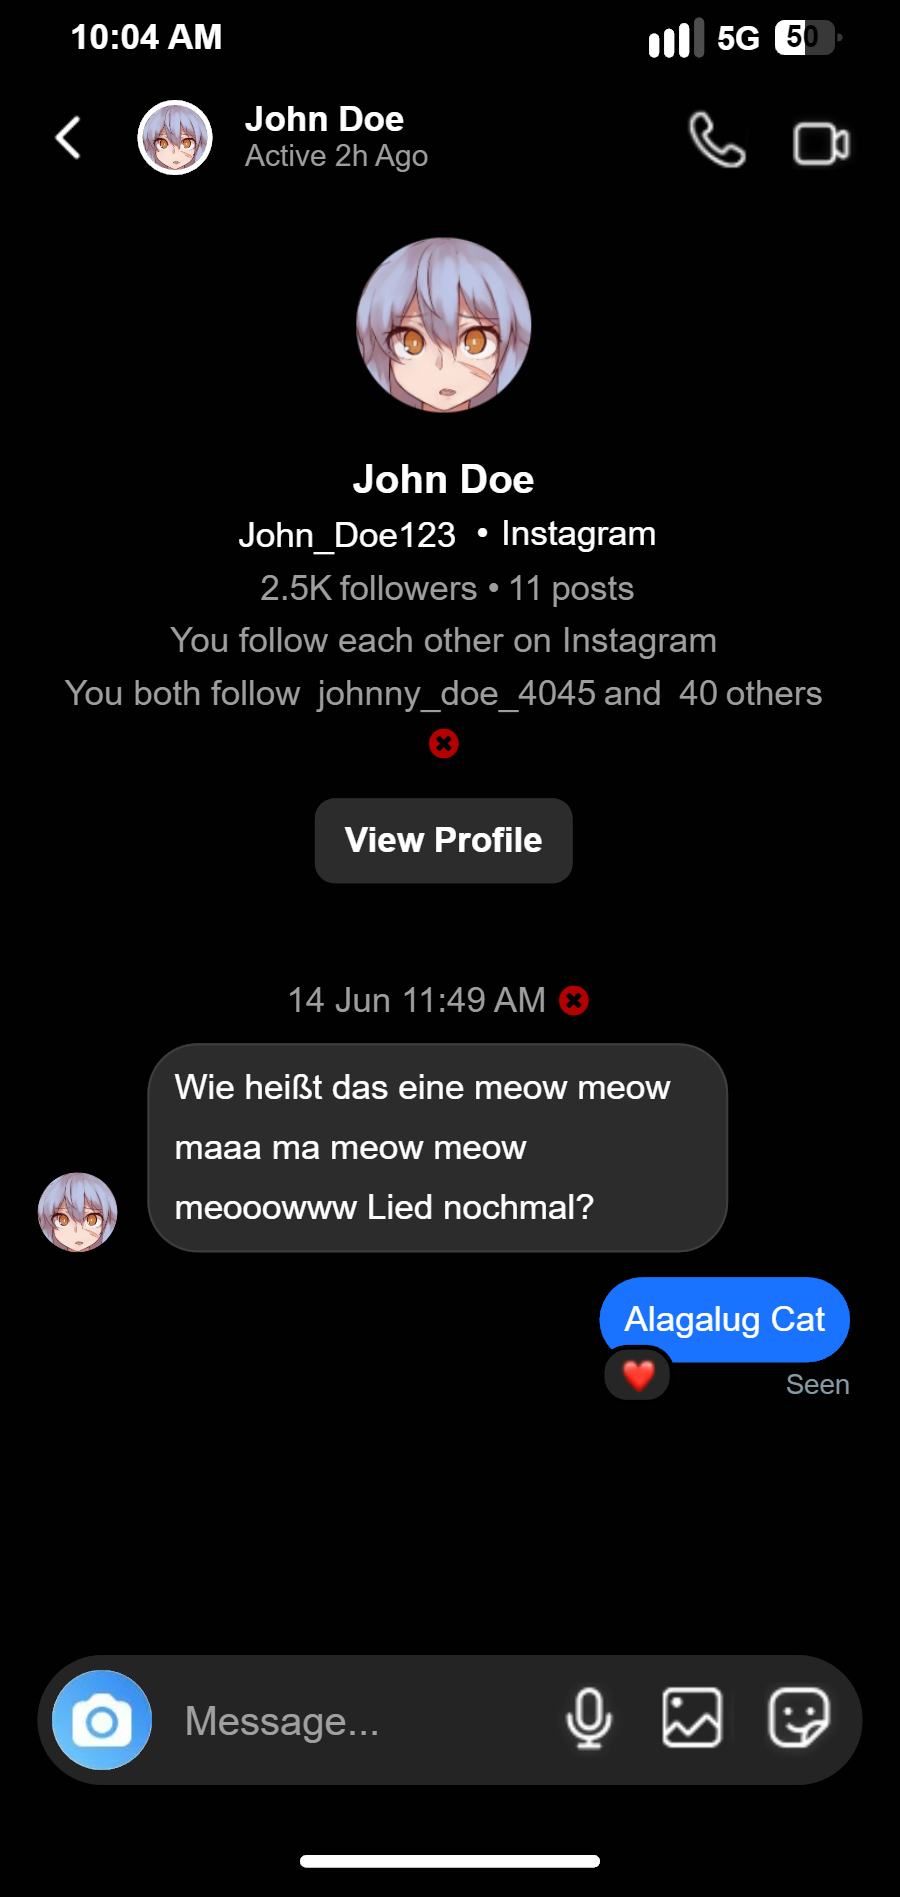 10:04 AM 5G 50
John Doe
Active 2h Ago
John Doe
John_Doe123 • Instagram
2.5K followers • 11 posts
You follow each other on Instagram
You both follow johnny_doe_4045 and 40 others
View Profile
14 Jun 11:49 AM
Wie heißt das eine meow meow
maaa ma meow meow
meooowww Lied nochmal?
Alagalug Cat
Seen
Message...